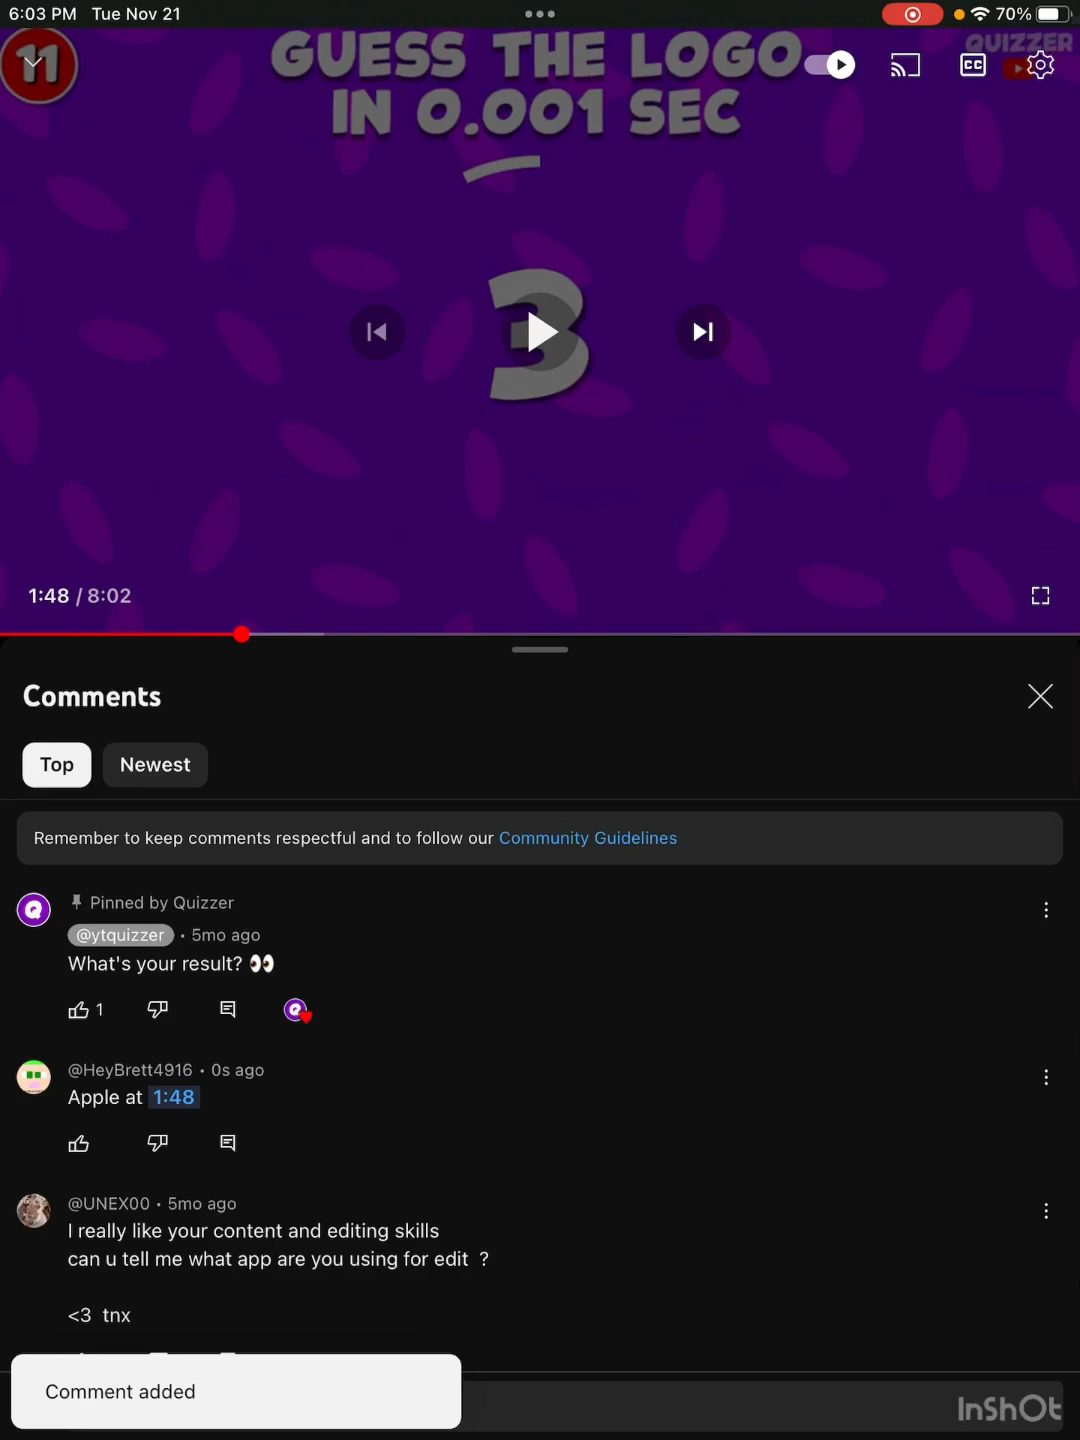 6:03 PM Tue Nov 21
70%
11
GUESS THE LOGO
IN 0.001 SEC
QUIZZER
CC
3
1:48 / 8:02
Comments
Top
Newest
Remember to keep comments respectful and to follow our Community Guidelines
Pinned by Quizzer
@ytquizzer • 5mo ago
What's your result? 👀
1
@HeyBrett4916 • 0s ago
Apple at 1:48
@UNEX00 • 5mo ago
I really like your content and editing skills
can u tell me what app are you using for edit ?
<3 tnx
Comment added
InShOt